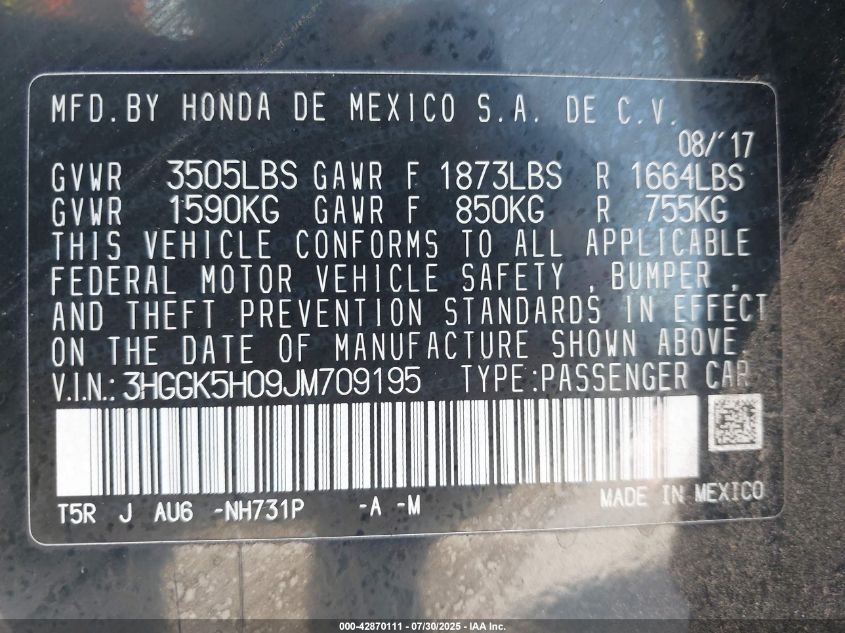 MFD.BY HONDA DE MEXICO S.A. DE C.V.
08/'17
GVWR 3505LBS GAWR F 1873LBS R 1664LBS
GVWR 1590KG GAWR F 850KG R 755KG
THIS VEHICLE CONFORMS TO ALL APPLICABLE
FEDERAL MOTOR VEHICLE SAFETY , BUMPER ,
AND THEFT PREVENTION STANDARDS IN EFFECT
ON THE DATE OF MANUFACTURE SHOWN ABOVE.
V.I.N.: 3HGGK5H09JM709195 TYPE:PASSENGER CAR
T5R J AU6 -NH731P -A -M MADE IN MEXICO
000-42870111 - 07/30/2025 - IAA Inc.